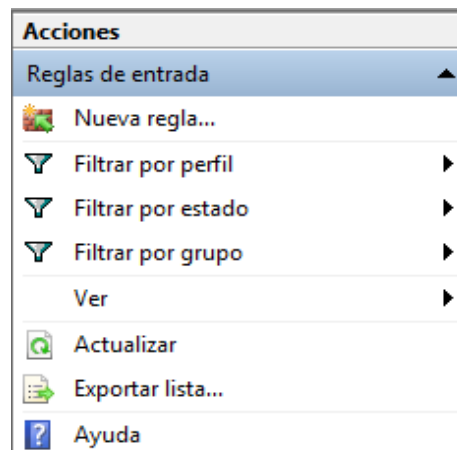 Acciones
Reglas de entrada
Nueva regla...
Filtrar por perfil
Filtrar por estado
Filtrar por grupo
Ver
Actualizar
Exportar lista...
Ayuda